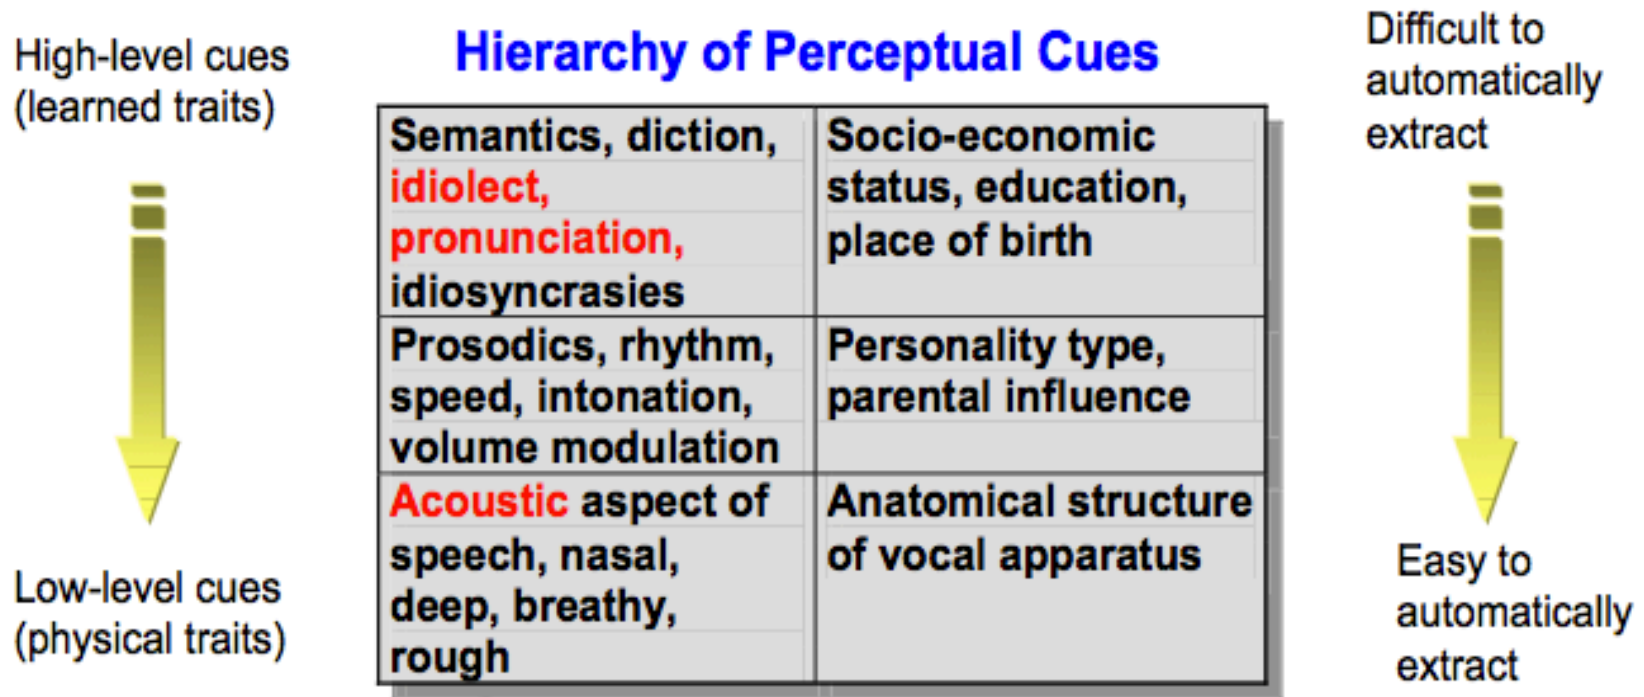 High-level cues
(learned traits)
Hierarchy of Perceptual Cues
Difficult to
automatically
extract
Semantics, diction,
idiolect,
pronunciation,
idiosyncrasies
Socio-economic
status, education,
place of birth
Prosodics, rhythm,
speed, intonation,
volume modulation
Personality type,
parental influence
Acoustic aspect of
speech, nasal,
deep, breathy,
rough
Anatomical structure
of vocal apparatus
Low-level cues
(physical traits)
Easy to
automatically
extract